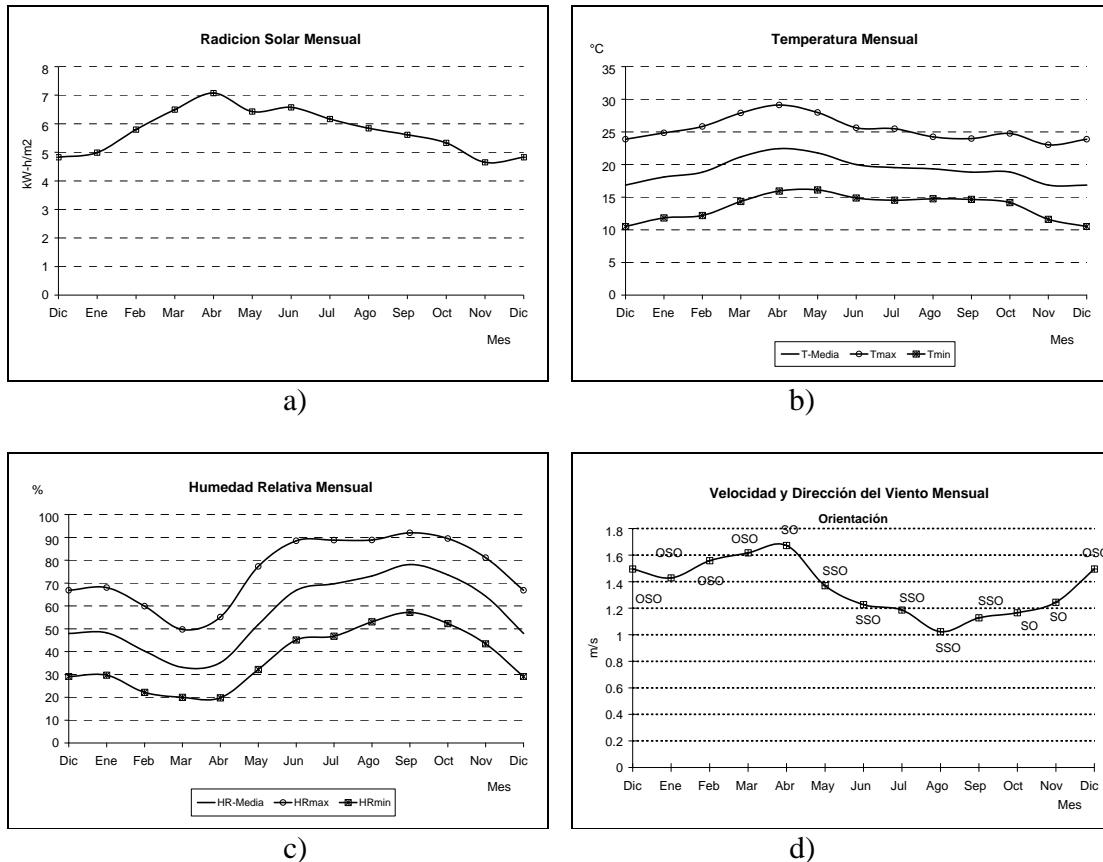 Radicion Solar Mensual
kW-h/m2
8
7
6
5
4
3
2
1
0
Dic Ene Feb Mar Abr May Jun Jul Ago Sep Oct Nov Dic
Mes
a)
Temperatura Mensual
°C
35
30
25
20
15
10
5
0
Dic Ene Feb Mar Abr May Jun Jul Ago Sep Oct Nov Dic
Mes
T-Media Tmax Tmin
b)
Humedad Relativa Mensual
%
100
90
80
70
60
50
40
30
20
10
0
Dic Ene Feb Mar Abr May Jun Jul Ago Sep Oct Nov Dic
Mes
HR-Media HRmax HRmin
c)
Velocidad y Dirección del Viento Mensual
Orientación
m/s
1.8
1.6
1.4
1.2
1
0.8
0.6
0.4
0.2
0
OSO OSO OSO OSO SO SSO SSO SSO SSO SSO SO SO OSO
Dic Ene Feb Mar Abr May Jun Jul Ago Sep Oct Nov Dic
Mes
d)